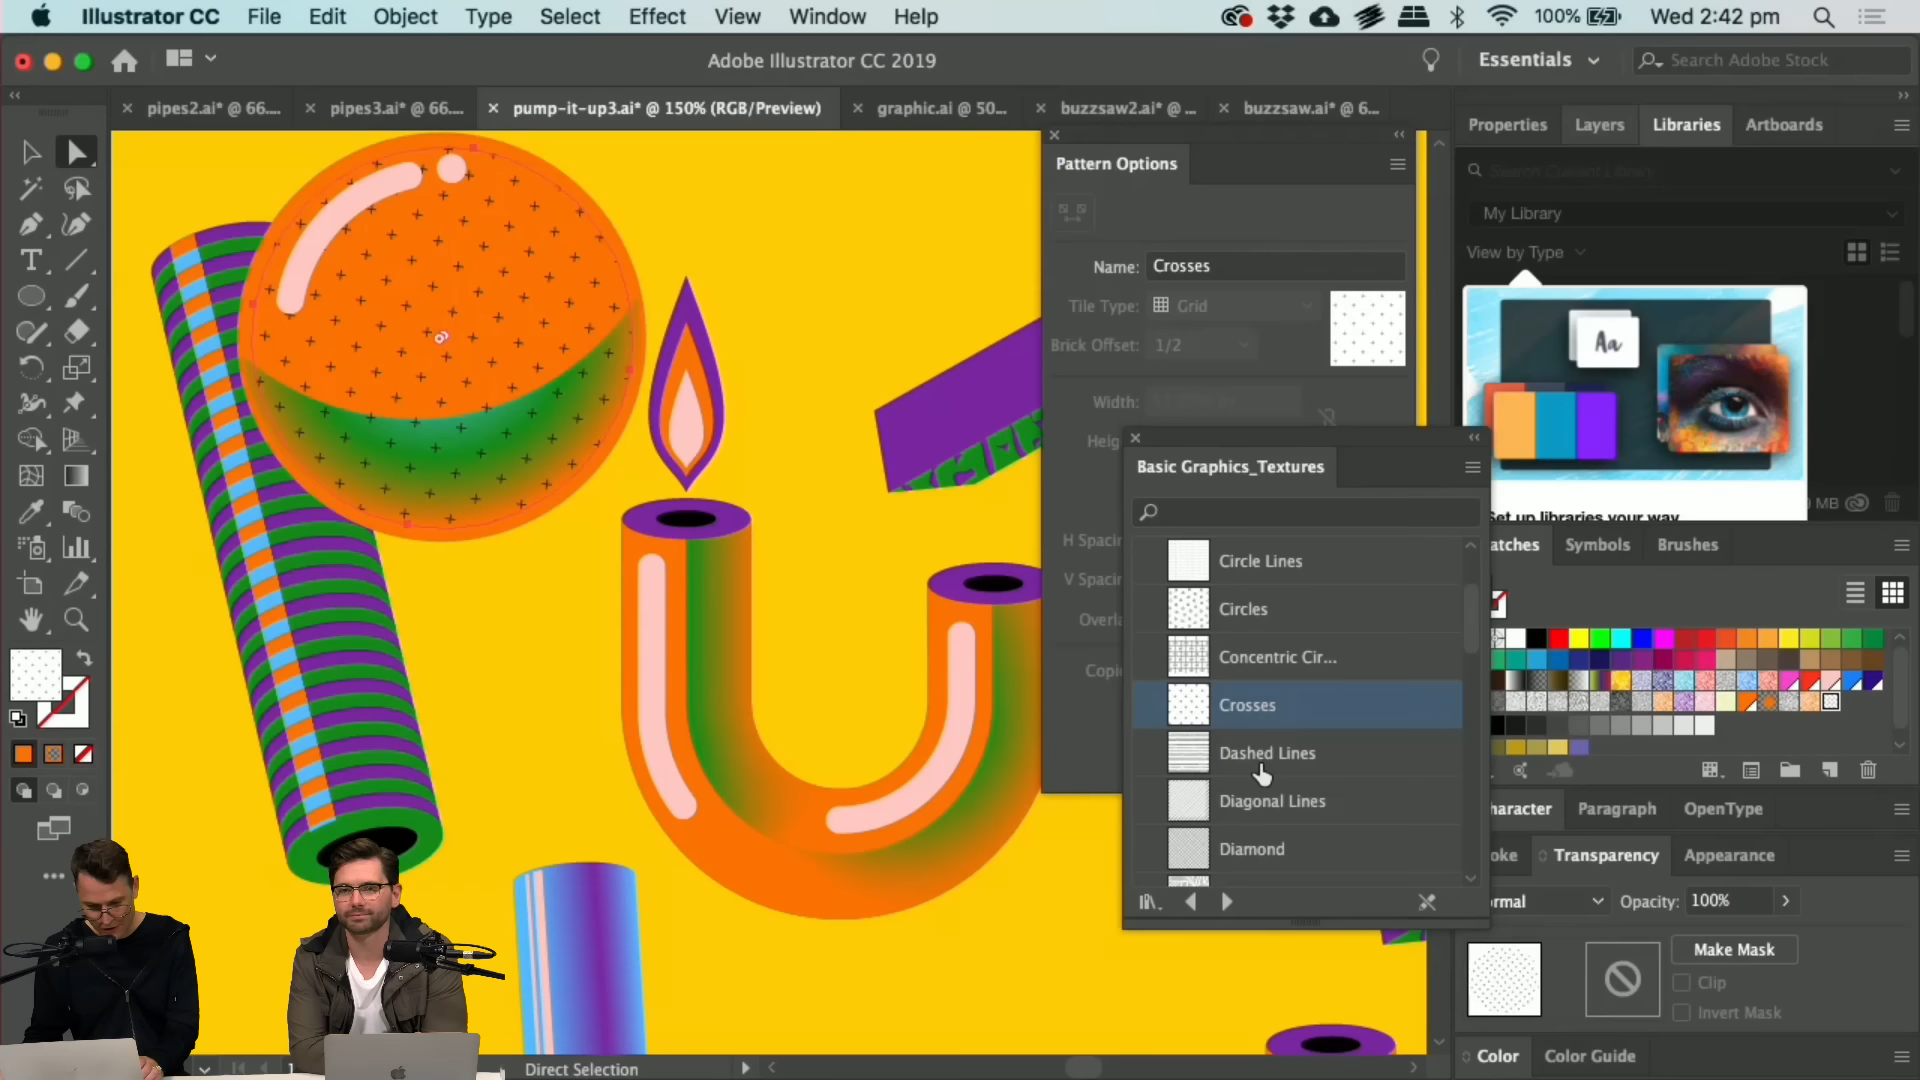 Illustrator CC File Edit Object Type Select Effect View Window Help 100% Wed 2:42 pm
Adobe Illustrator CC 2019 Essentials Search Adobe Stock
pipes2.ai* @ 66.... pipes3.ai* @ 66.... pump-it-up3.ai* @ 150% (RGB/Preview) graphic.ai @ 50... buzzsaw2.ai* @ ... buzzsaw.ai* @ 6...
Properties Layers Libraries Artboards
Pattern Options
My Library
View by Type
Name: Crosses
Tile Type: Grid
Brick Offset: 1/2
Width:
Heig
H Spacin
V Spacin
Overla
Copie
Aa
MB
Set up libraries your way
Basic Graphics_Textures
Circle Lines
Circles
Concentric Cir...
Crosses
Dashed Lines
Diagonal Lines
Diamond
atches Symbols Brushes
haracter Paragraph OpenType
oke Transparency Appearance
rmal Opacity: 100%
Make Mask
Clip
Invert Mask
Color Color Guide
1 Direct Selection